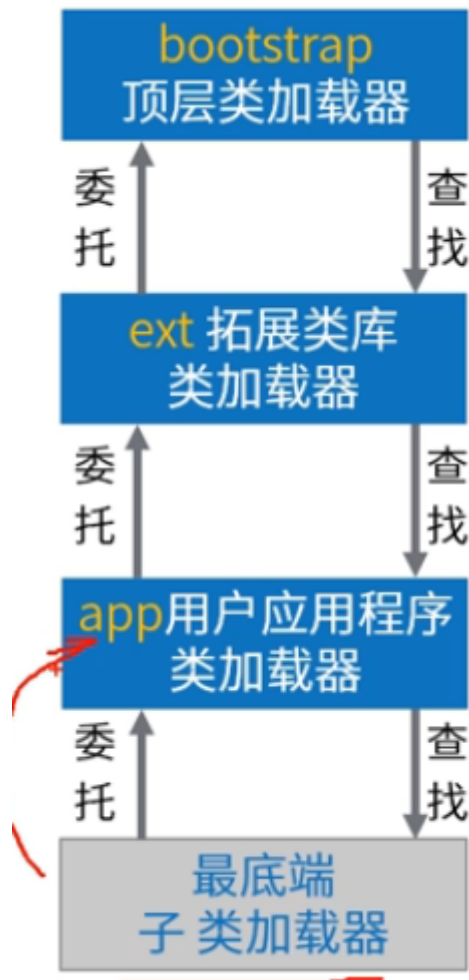 bootstrap
顶层类加载器
委托
查找
ext 拓展类库
类加载器
委托
查找
app用户应用程序
类加载器
委托
查找
最底端
子 类加载器